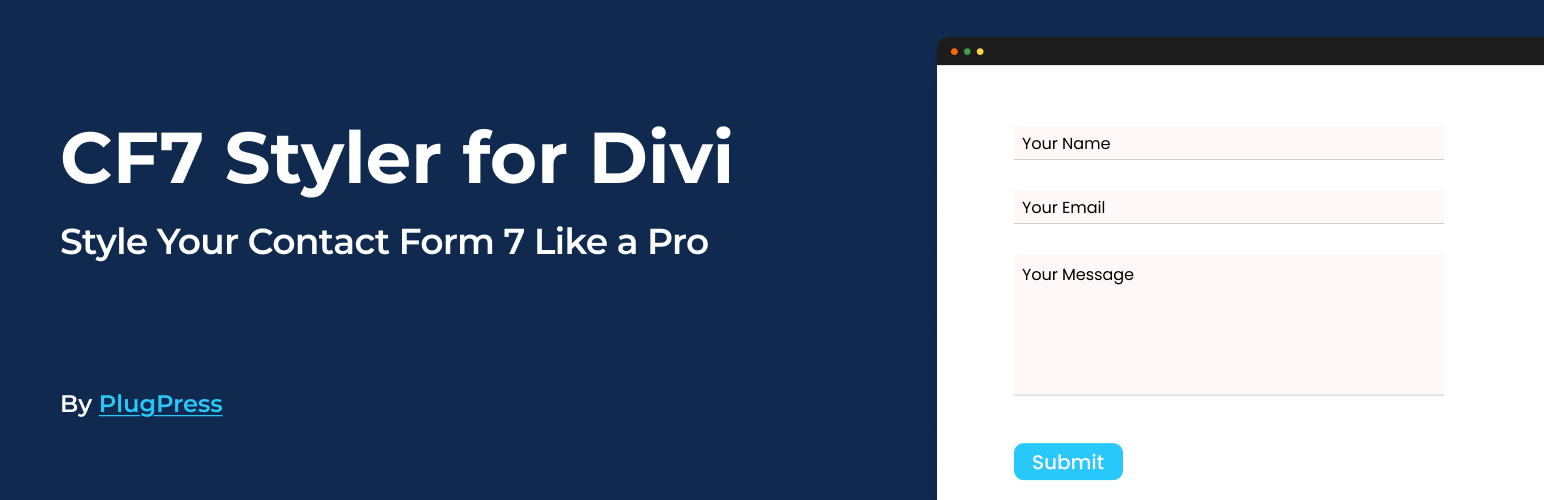 CF7 Styler for Divi
Style Your Contact Form 7 Like a Pro
By PlugPress
Your Name
Your Email
Your Message
Submit